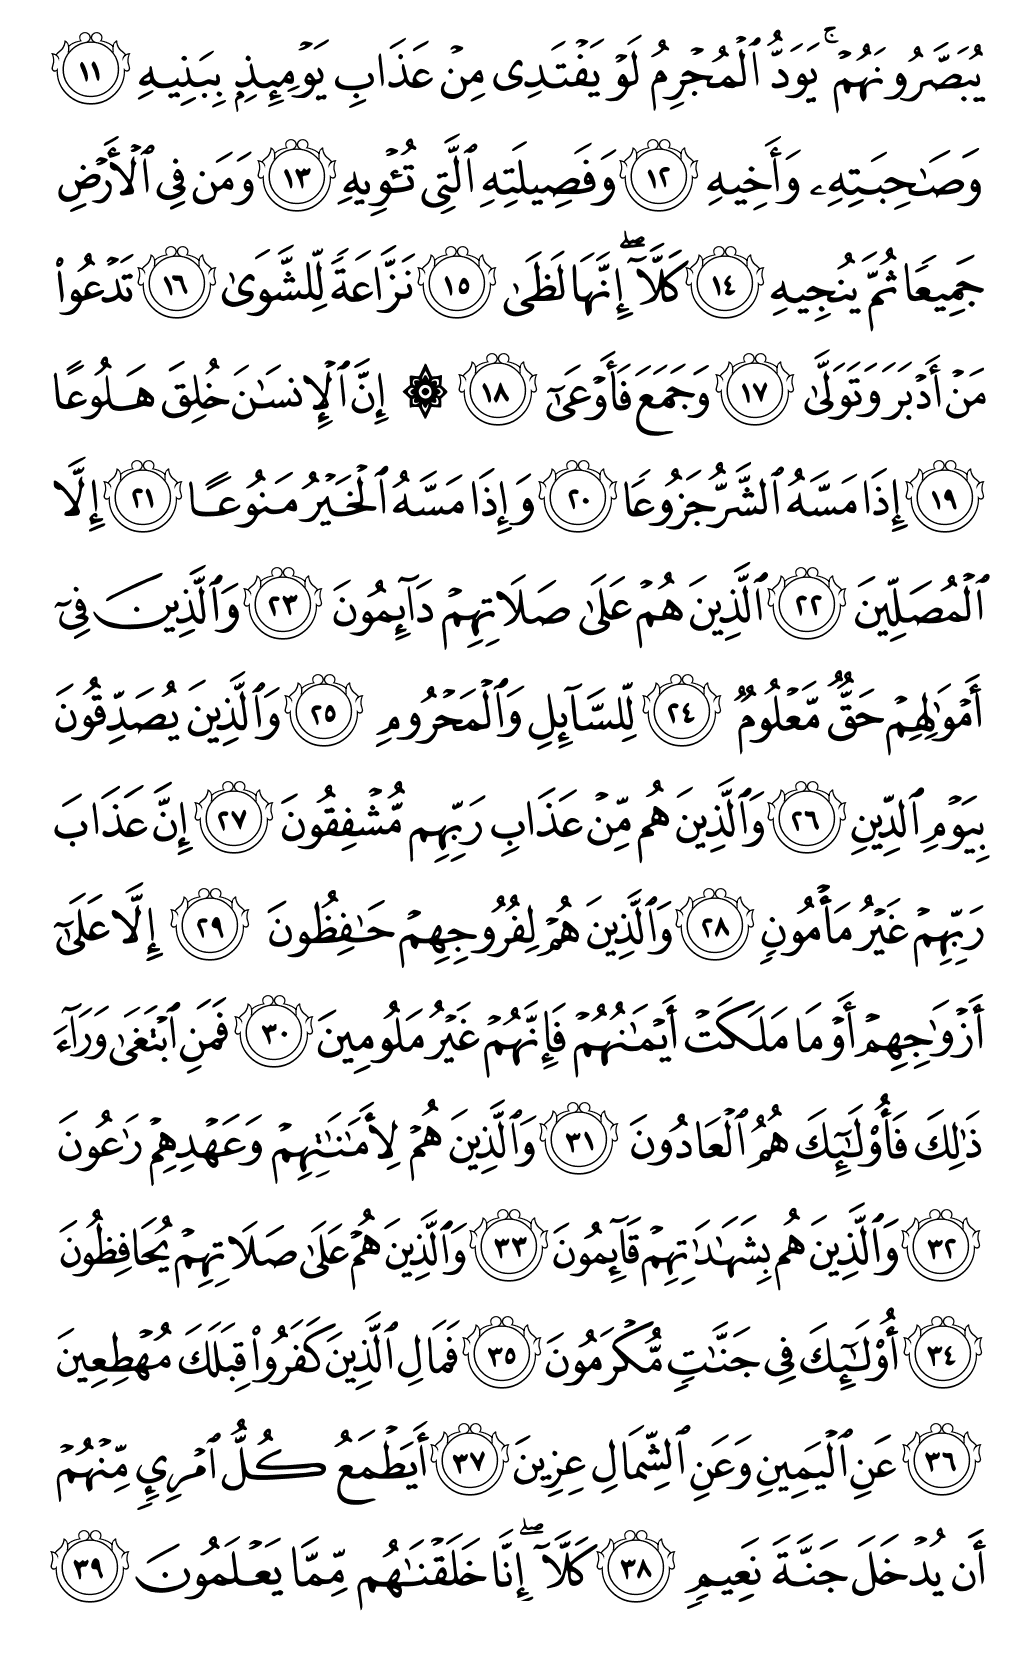 يُبَصَّرُونَهُمْ ۚ يَوَدُّ ٱلْمُجْرِمُ لَوْ يَفْتَدِى مِنْ عَذَابِ يَوْمِئِذٍۭ بِبَنِيهِ ١١
وَصَـٰحِبَتِهِۦ وَأَخِيهِ ١٢ وَفَصِيلَتِهِ ٱلَّتِى تُـْٔوِيهِ ١٣ وَمَن فِى ٱلْأَرْضِ
جَمِيعًا ثُمَّ يُنجِيهِ ١٤ كَلَّآ ۖ إِنَّهَا لَظَىٰ ١٥ نَزَّاعَةً لِّلشَّوَىٰ ١٦ تَدْعُوا۟
مَنْ أَدْبَرَ وَتَوَلَّىٰ ١٧ وَجَمَعَ فَأَوْعَىٰٓ ١٨ ۞ إِنَّ ٱلْإِنسَـٰنَ خُلِقَ هَلُوعًا
١٩ إِذَا مَسَّهُ ٱلشَّرُّ جَزُوعًا ٢٠ وَإِذَا مَسَّهُ ٱلْخَيْرُ مَنُوعًا ٢١ إِلَّا
ٱلْمُصَلِّينَ ٢٢ ٱلَّذِينَ هُمْ عَلَىٰ صَلَاتِهِمْ دَآئِمُونَ ٢٣ وَٱلَّذِينَ فِىٓ
أَمْوَٰلِهِمْ حَقٌّ مَّعْلُومٌ ٢٤ لِّلسَّآئِلِ وَٱلْمَحْرُومِ ٢٥ وَٱلَّذِينَ يُصَدِّقُونَ
بِيَوْمِ ٱلدِّينِ ٢٦ وَٱلَّذِينَ هُم مِّنْ عَذَابِ رَبِّهِم مُّشْفِقُونَ ٢٧ إِنَّ عَذَابَ
رَبِّهِمْ غَيْرُ مَأْمُونٍ ٢٨ وَٱلَّذِينَ هُمْ لِفُرُوجِهِمْ حَـٰفِظُونَ ٢٩ إِلَّا عَلَىٰٓ
أَزْوَٰجِهِمْ أَوْ مَا مَلَكَتْ أَيْمَـٰنُهُمْ فَإِنَّهُمْ غَيْرُ مَلُومِينَ ٣٠ فَمَنِ ٱبْتَغَىٰ وَرَآءَ
ذَٰلِكَ فَأُو۟لَـٰٓئِكَ هُمُ ٱلْعَادُونَ ٣١ وَٱلَّذِينَ هُمْ لِأَمَـٰنَـٰتِهِمْ وَعَهْدِهِمْ رَٰعُونَ
٣٢ وَٱلَّذِينَ هُم بِشَهَـٰدَٰتِهِمْ قَآئِمُونَ ٣٣ وَٱلَّذِينَ هُمْ عَلَىٰ صَلَاتِهِمْ يُحَافِظُونَ
٣٤ أُو۟لَـٰٓئِكَ فِى جَنَّـٰتٍ مُّكْرَمُونَ ٣٥ فَمَالِ ٱلَّذِينَ كَفَرُوا۟ قِبَلَكَ مُهْطِعِينَ
٣٦ عَنِ ٱلْيَمِينِ وَعَنِ ٱلشِّمَالِ عِزِينَ ٣٧ أَيَطْمَعُ كُلُّ ٱمْرِئٍ مِّنْهُمْ
أَن يُدْخَلَ جَنَّةَ نَعِيمٍ ٣٨ كَلَّآ ۖ إِنَّا خَلَقْنَـٰهُم مِّمَّا يَعْلَمُونَ ٣٩